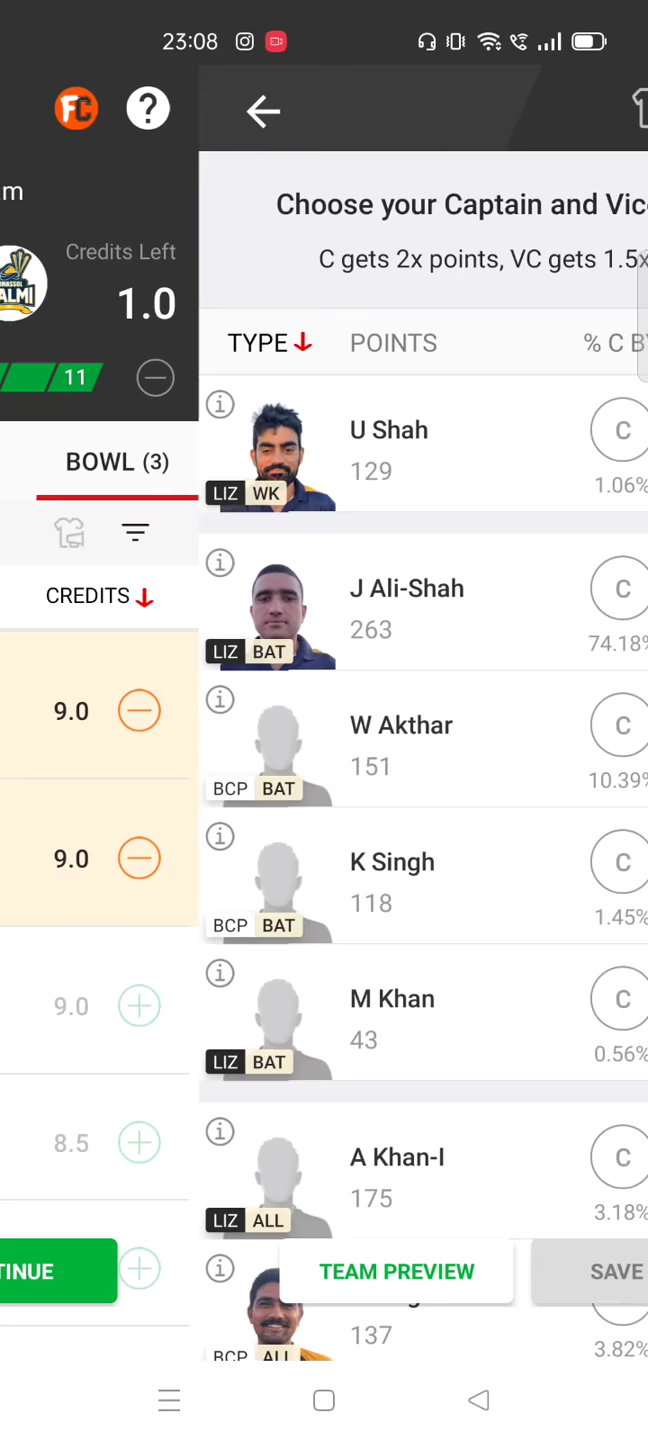 23:08
FC ?
m
Credits Left
1.0
ALMI
11
BOWL (3)
CREDITS
9.0
9.0
9.0
8.5
TINUE
Choose your Captain and Vic
C gets 2x points, VC gets 1.5x
TYPE POINTS % C B
U Shah
129
LIZ WK
C
1.06%
J Ali-Shah
263
LIZ BAT
C
74.18%
W Akthar
151
BCP BAT
C
10.39%
K Singh
118
BCP BAT
C
1.45%
M Khan
43
LIZ BAT
C
0.56%
A Khan-I
175
LIZ ALL
C
3.18%
TEAM PREVIEW
SAVE
137
BCP ALL
3.82%